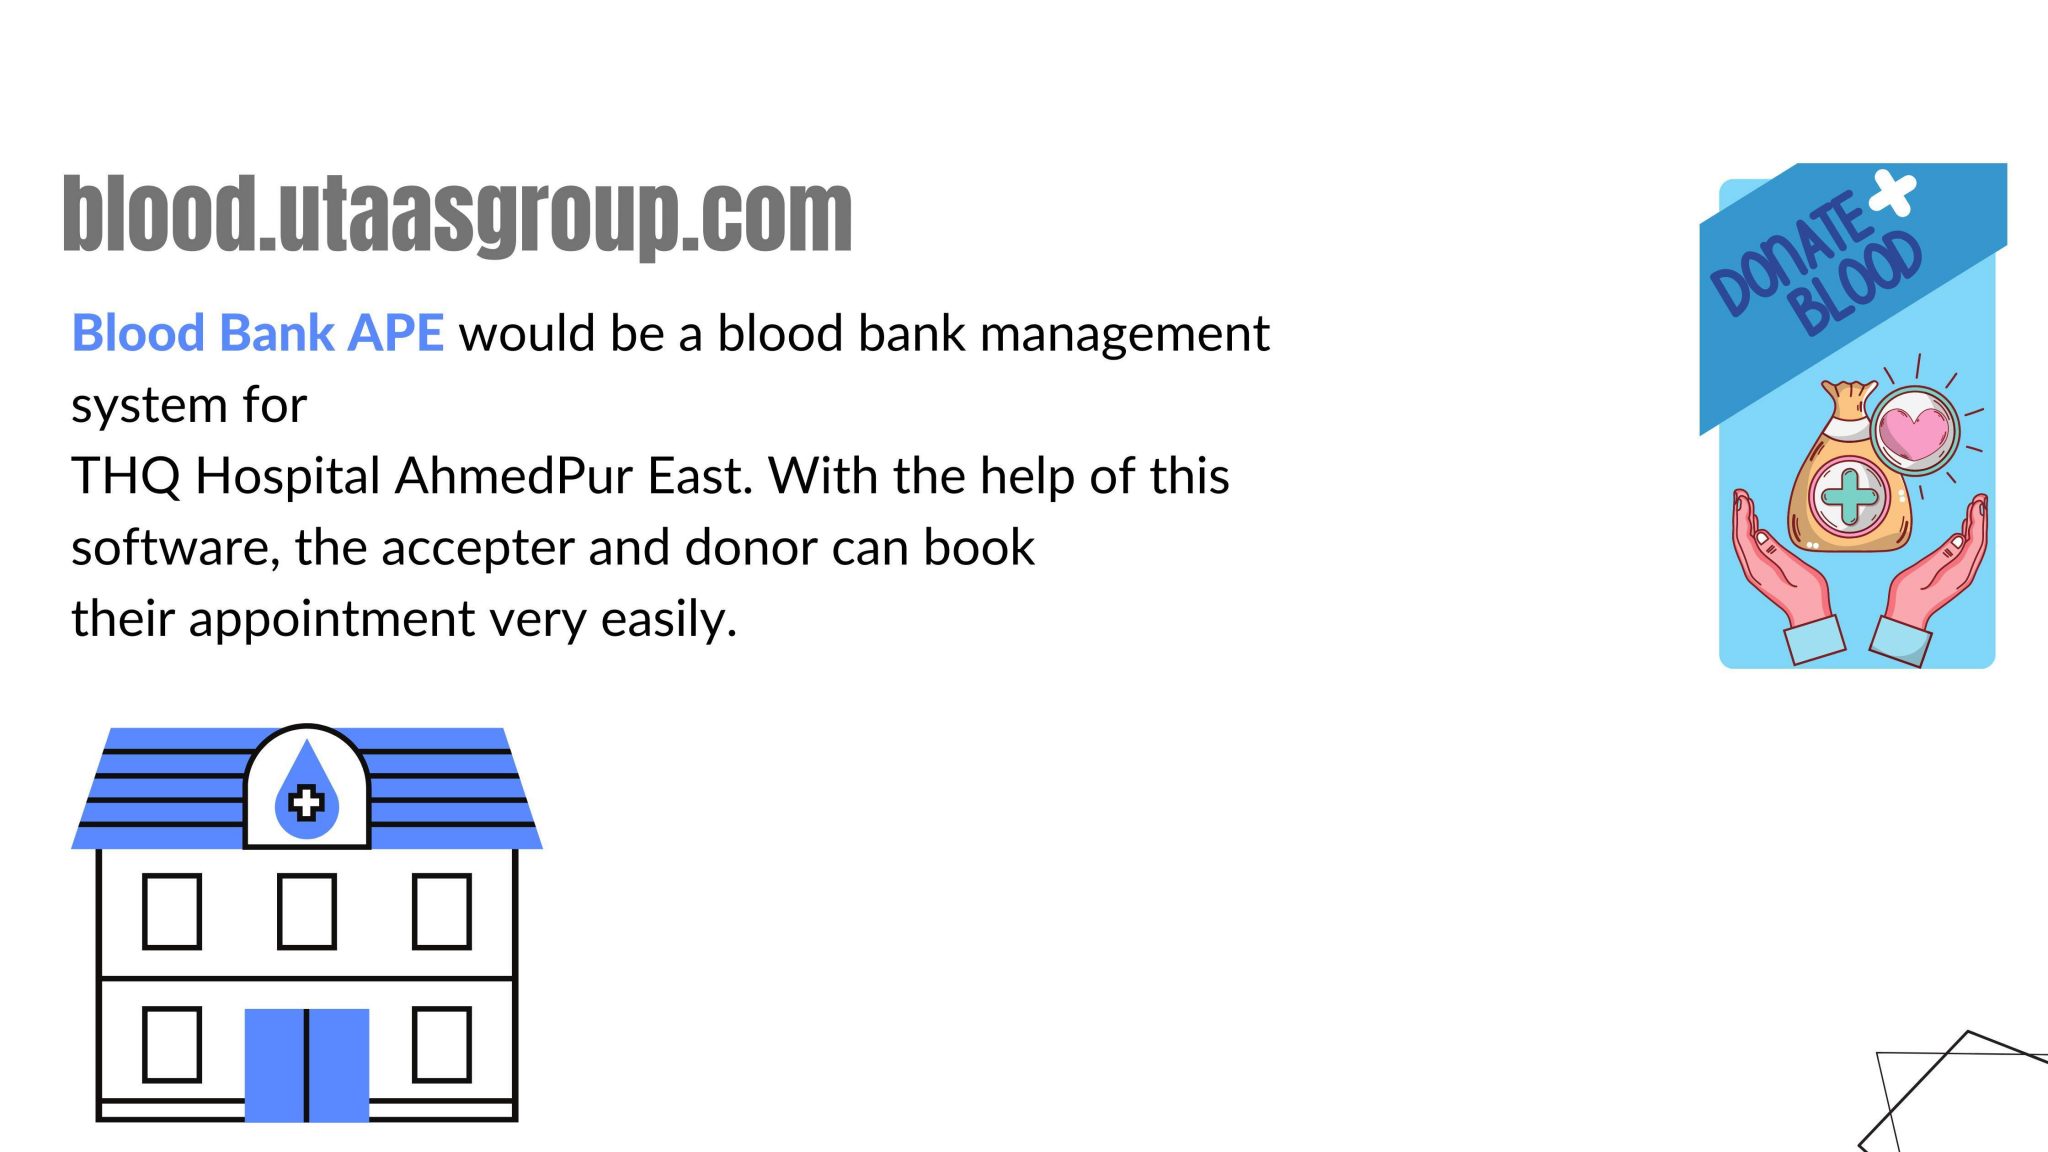 blood.utaasgroup.com
Blood Bank APE would be a blood bank management
system for
THQ Hospital AhmedPur East. With the help of this
software, the accepter and donor can book
their appointment very easily.
DONATE
BLOOD